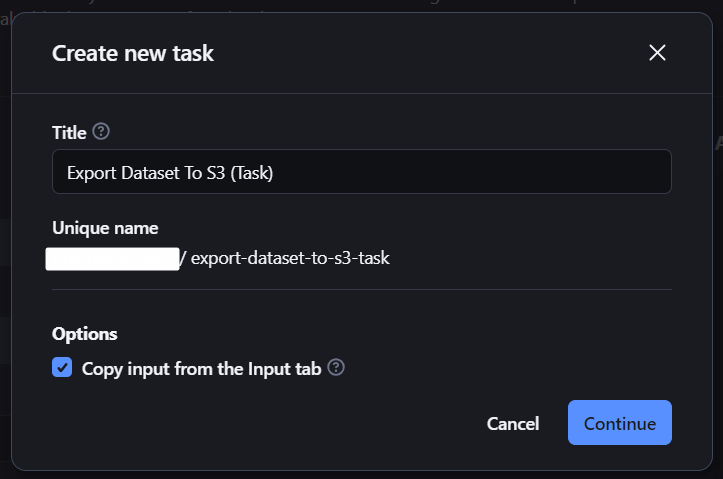 Create new task
Title
Export Dataset To S3 (Task)
Unique name
/ export-dataset-to-s3-task
Options
Copy input from the Input tab
Cancel
Continue